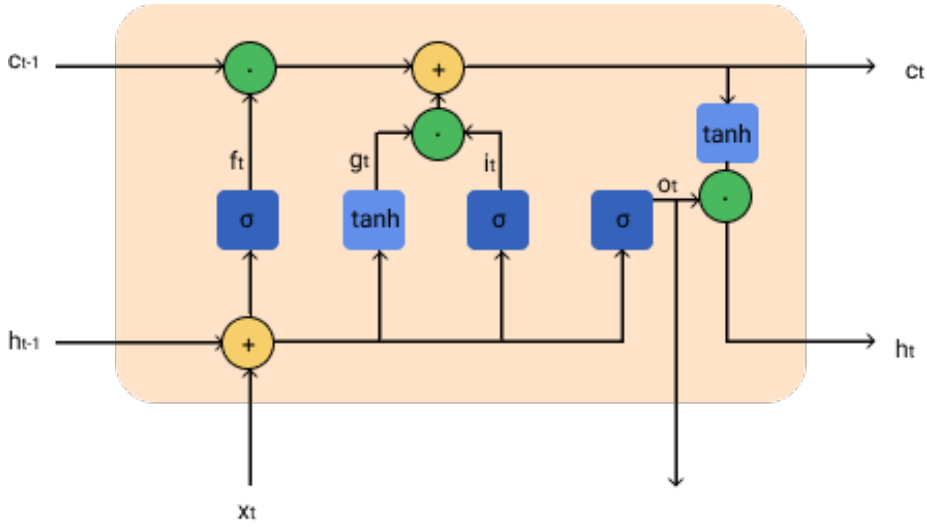 ct-1
·
+
ct
tanh
·
ft
gt
it
ot
·
σ
tanh
σ
σ
ht-1
+
ht
xt